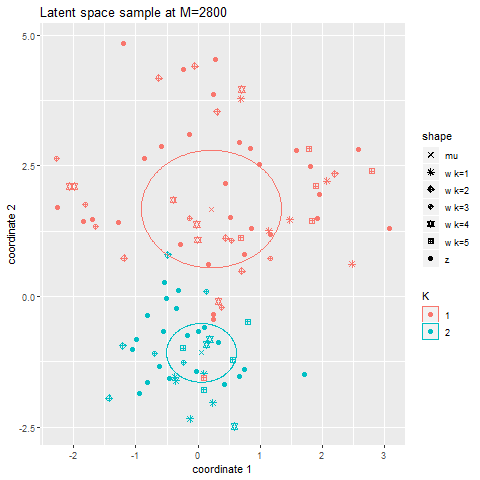 Latent space sample at M=2800
5.0
2.5
0.0
-2.5
coordinate 2
-2
-1
0
1
2
3
coordinate 1
shape
mu
w k=1
w k=2
w k=3
w k=4
w k=5
z
K
1
2